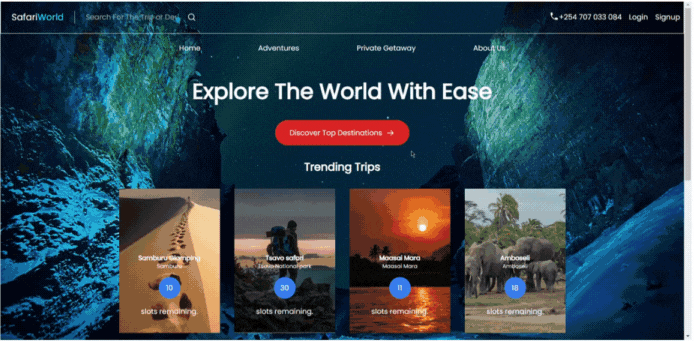 SafariWorld
Search For The Trip or Day
+254 707 033 084 Login Signup
Home Adventures Private Getaway About Us
Explore The World With Ease
Discover Top Destinations
Trending Trips
Samburu Glamping
Samburu
10
slots remaining.
Tsavo safari
Tsavo National park
30
slots remaining.
Maasai Mara
Maasai Mara
11
slots remaining.
Amboseli
Amboseli
18
slots remaining.